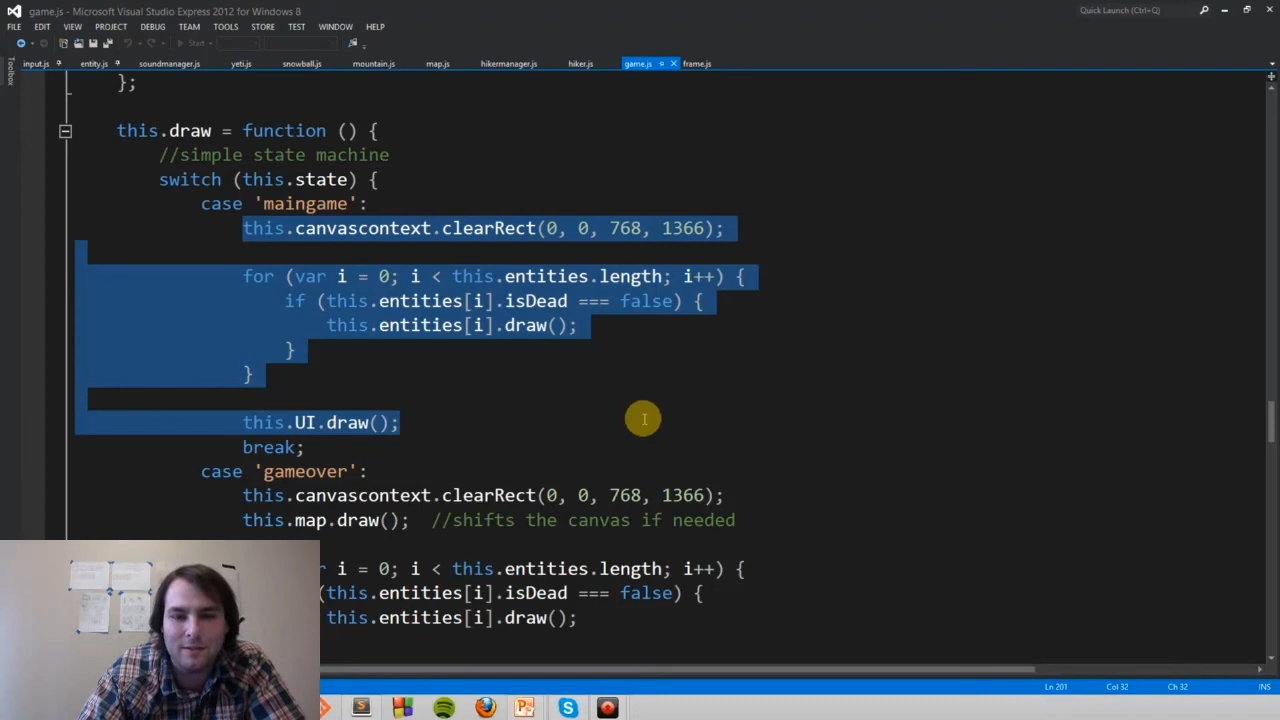 game.js - Microsoft Visual Studio Express 2012 for Windows 8
Quick Launch (Ctrl+Q)
FILE EDIT VIEW PROJECT DEBUG TEAM TOOLS STORE TEST WINDOW HELP
Start
Toolbox
input.js entity.js soundmanager.js yeti.js snowball.js mountain.js map.js hikermanager.js hiker.js game.js frame.js
};
this.draw = function () {
//simple state machine
switch (this.state) {
case 'maingame':
this.canvascontext.clearRect(0, 0, 768, 1366);
for (var i = 0; i < this.entities.length; i++) {
if (this.entities[i].isDead === false) {
this.entities[i].draw();
}
}
this.UI.draw();
break;
case 'gameover':
this.canvascontext.clearRect(0, 0, 768, 1366);
this.map.draw(); //shifts the canvas if needed
i = 0; i < this.entities.length; i++) {
(this.entities[i].isDead === false) {
this.entities[i].draw();
Ln 201 Col 32 Ch 32 INS